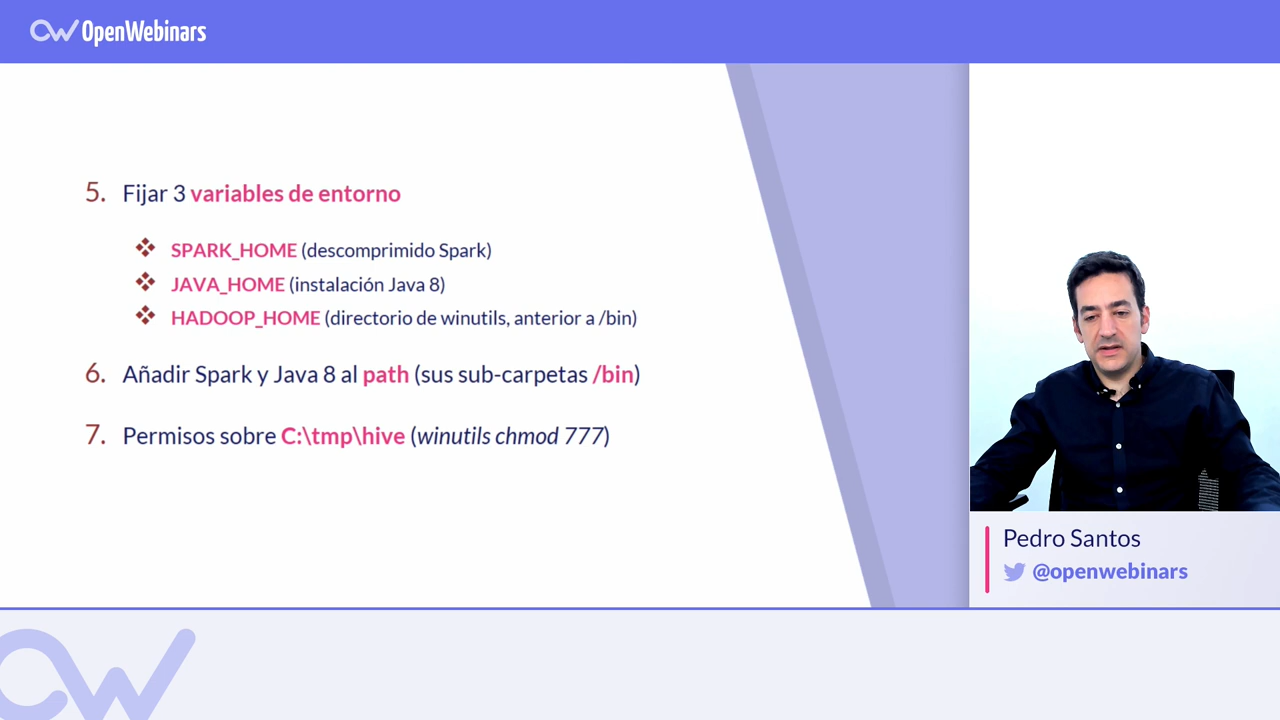 OpenWebinars
5. Fijar 3 variables de entorno
❖ SPARK_HOME (descomprimido Spark)
❖ JAVA_HOME (instalación Java 8)
❖ HADOOP_HOME (directorio de winutils, anterior a /bin)
6. Añadir Spark y Java 8 al path (sus sub-carpetas /bin)
7. Permisos sobre C:\tmp\hive (winutils chmod 777)
Pedro Santos
@openwebinars